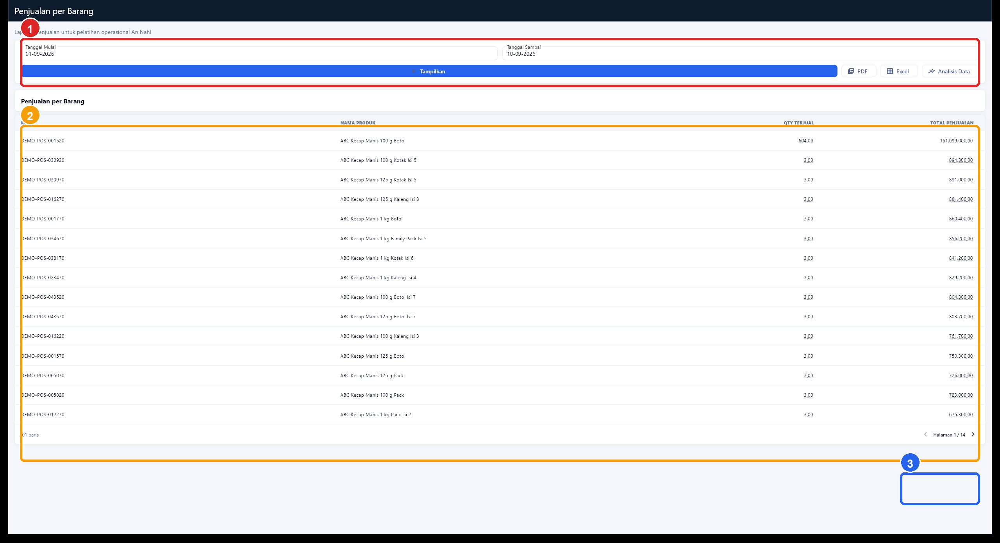 Penjualan per Barang
1
enjualan untuk pelatihan operasional An Nahl
Tanggal Mulai
01-09-2026
Tanggal Sampai
10-09-2026
Tampilkan
PDF
Excel
Analisis Data
Penjualan per Barang
2
NAMA PRODUK QTY TERJUAL TOTAL PENJUALAN
DEMO-POS-001520 ABC Kecap Manis 100 g Botol 604,00 151.099.000,00
DEMO-POS-030920 ABC Kecap Manis 100 g Kotak Isi 5 3,00 894.300,00
DEMO-POS-030970 ABC Kecap Manis 125 g Kotak Isi 5 3,00 891.000,00
DEMO-POS-016270 ABC Kecap Manis 125 g Kaleng Isi 3 3,00 881.400,00
DEMO-POS-001770 ABC Kecap Manis 1 kg Botol 3,00 860.400,00
DEMO-POS-034670 ABC Kecap Manis 1 kg Family Pack Isi 5 3,00 856.200,00
DEMO-POS-038170 ABC Kecap Manis 1 kg Kotak Isi 6 3,00 841.200,00
DEMO-POS-023470 ABC Kecap Manis 1 kg Kaleng Isi 4 3,00 829.200,00
DEMO-POS-043520 ABC Kecap Manis 100 g Botol Isi 7 3,00 804.300,00
DEMO-POS-043570 ABC Kecap Manis 125 g Botol Isi 7 3,00 803.700,00
DEMO-POS-016220 ABC Kecap Manis 100 g Kaleng Isi 3 3,00 761.700,00
DEMO-POS-001570 ABC Kecap Manis 125 g Botol 3,00 750.300,00
DEMO-POS-005070 ABC Kecap Manis 125 g Pack 3,00 726.000,00
DEMO-POS-005020 ABC Kecap Manis 100 g Pack 3,00 723.000,00
DEMO-POS-012270 ABC Kecap Manis 1 kg Pack Isi 2 3,00 675.300,00
01 baris Halaman 1 / 14
3